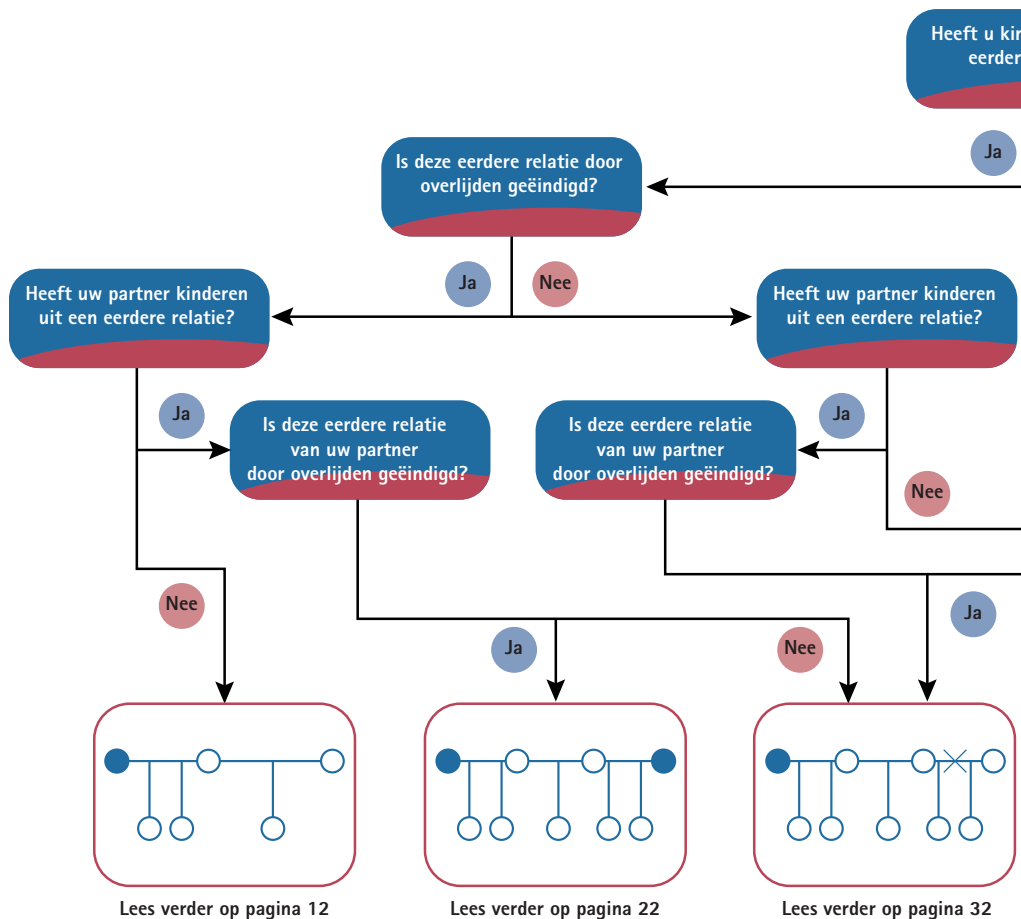 Heeft u
eerder
Ja
Is deze eerdere relatie door
overlijden geëindigd?
Ja
Nee
Heeft uw partner kinderen
uit een eerdere relatie?
Heeft uw partner kinderen
uit een eerdere relatie?
Ja
Is deze eerdere relatie
van uw partner
door overlijden geëindigd?
Is deze eerdere relatie
van uw partner
door overlijden geëindigd?
Ja
Nee
Nee
Ja
Nee
Ja
Lees verder op pagina 12
Lees verder op pagina 22
Lees verder op pagina 32